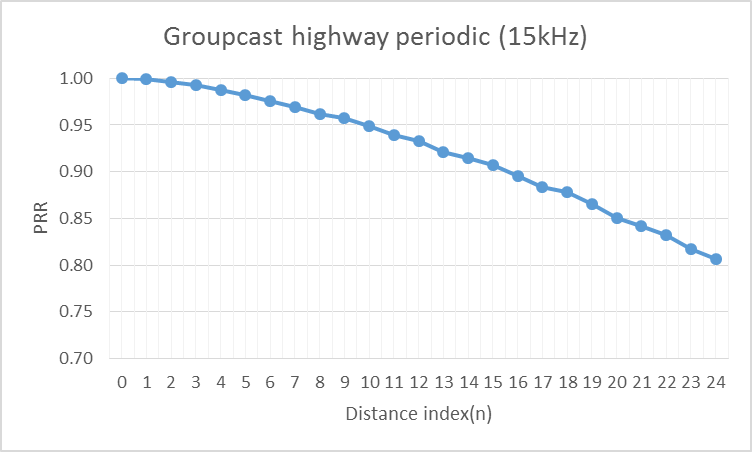 Groupcast highway periodic (15kHz)
1.00
0.95
0.90
0.85
0.80
0.75
0.70
PRR
0 1 2 3 4 5 6 7 8 9 10 11 12 13 14 15 16 17 18 19 20 21 22 23 24
Distance index(n)